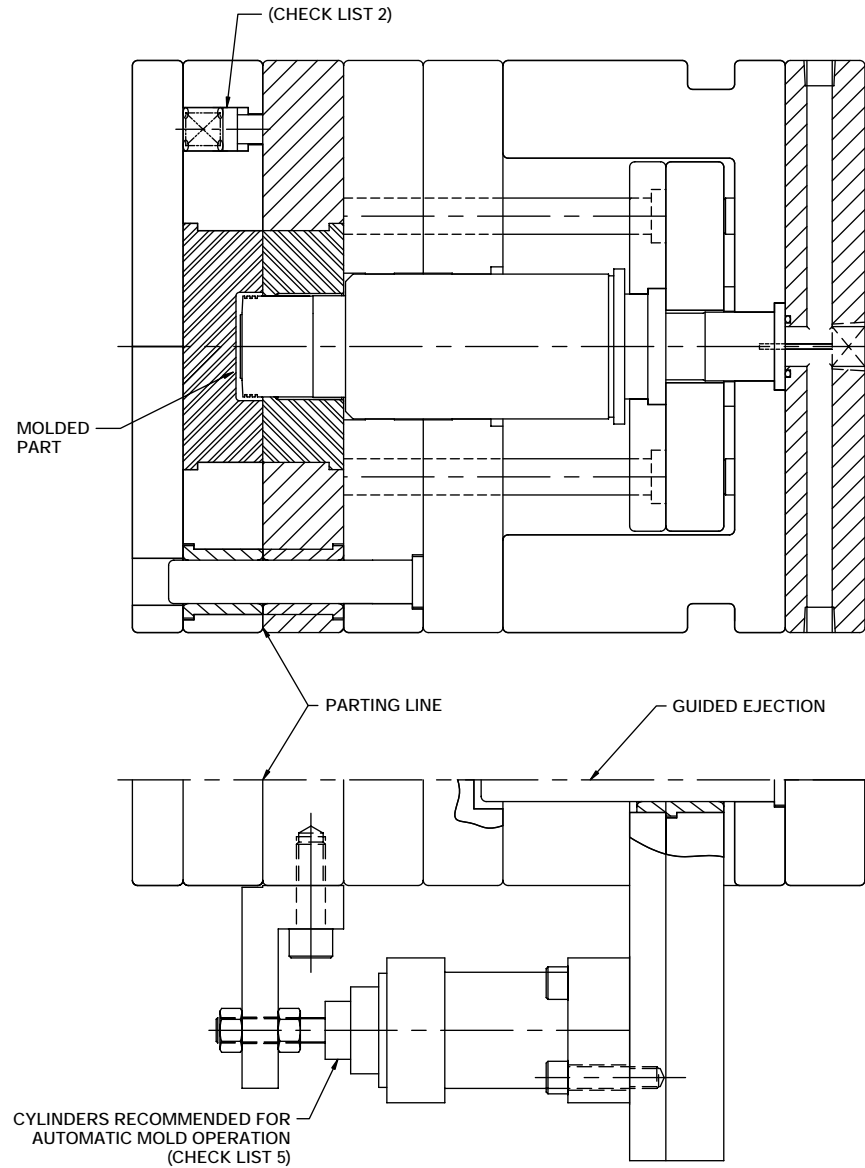 (CHECK LIST 2)
MOLDED
PART
PARTING LINE
GUIDED EJECTION
CYLINDERS RECOMMENDED FOR
AUTOMATIC MOLD OPERATION
(CHECK LIST 5)